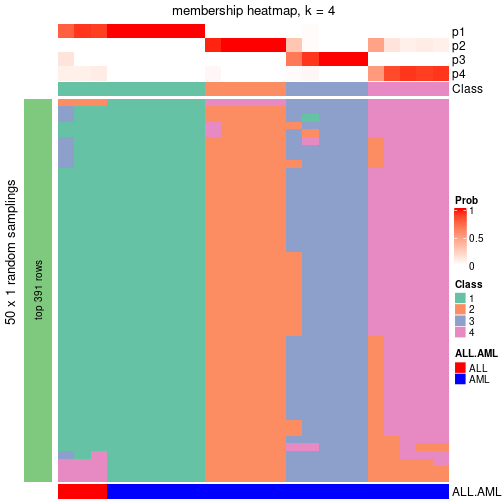 membership heatmap, k = 4
p1
p2
p3
p4
Class
50 x 1 random samplings
top 391 rows
Prob
1
0.5
0
Class
1
2
3
4
ALL.AML
ALL
AML
ALL.AML